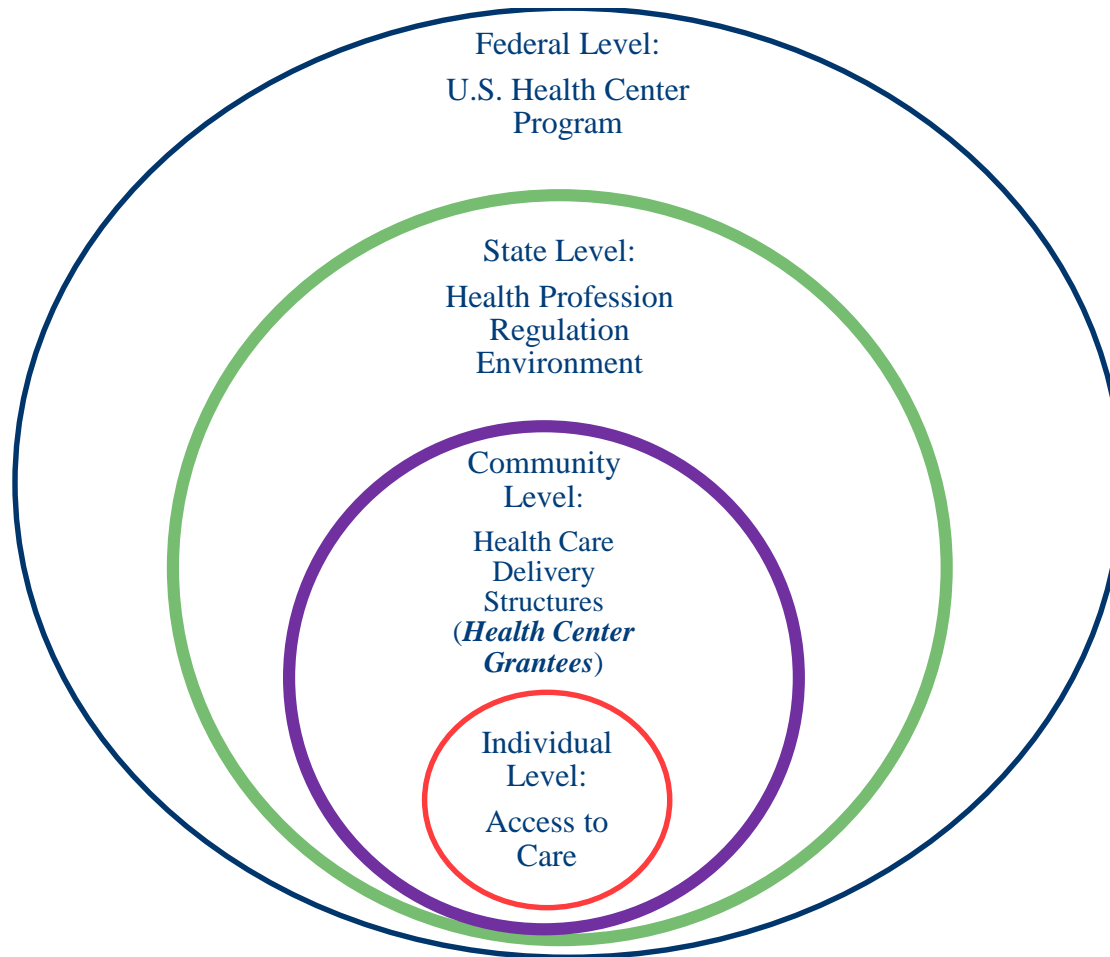 Federal Level:
U.S. Health Center
Program
State Level:
Health Profession
Regulation
Environment
Community
Level:
Health Care
Delivery
Structures
(Health Center
Grantees)
Individual
Level:
Access to
Care